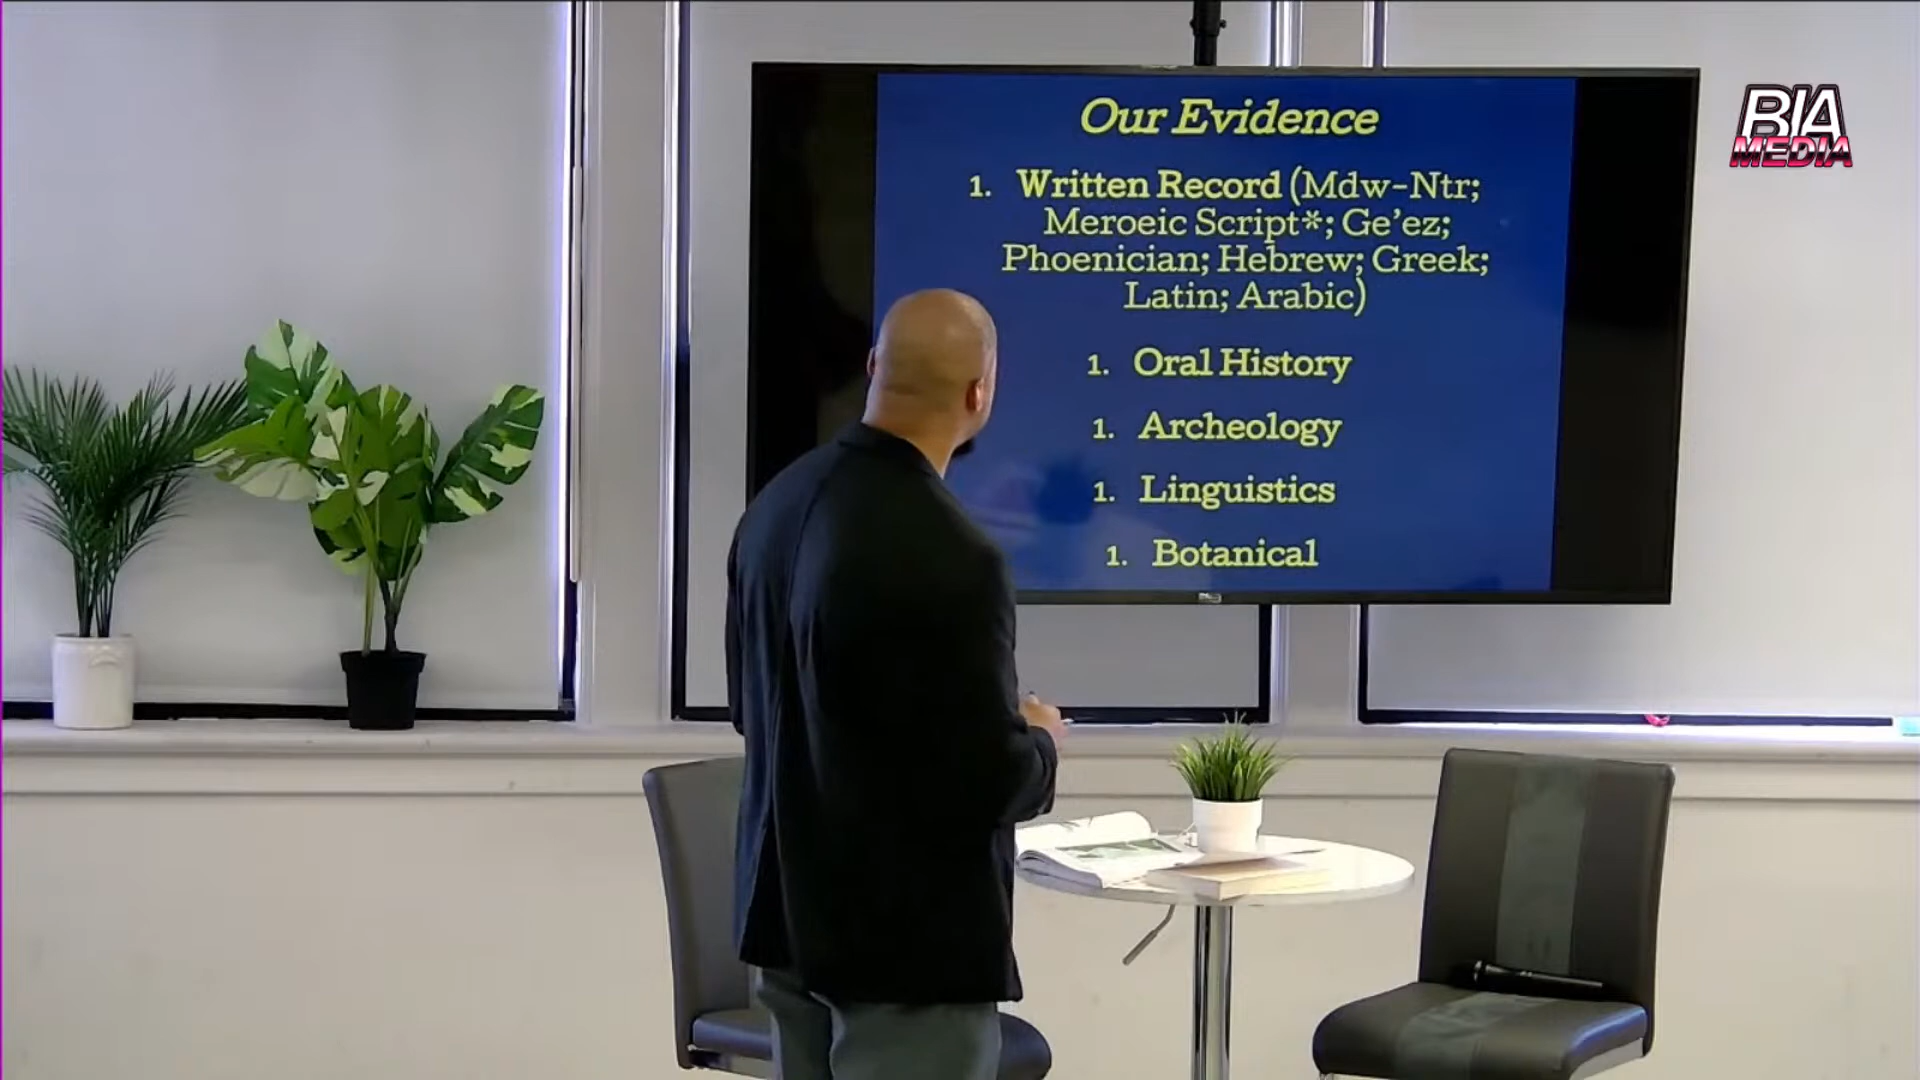 Our Evidence
1. Written Record (Mdw-Ntr;
Meroeic Script*; Ge'ez;
Phoenician; Hebrew; Greek;
Latin; Arabic)
1. Oral History
1. Archeology
1. Linguistics
1. Botanical
BIA
MEDIA